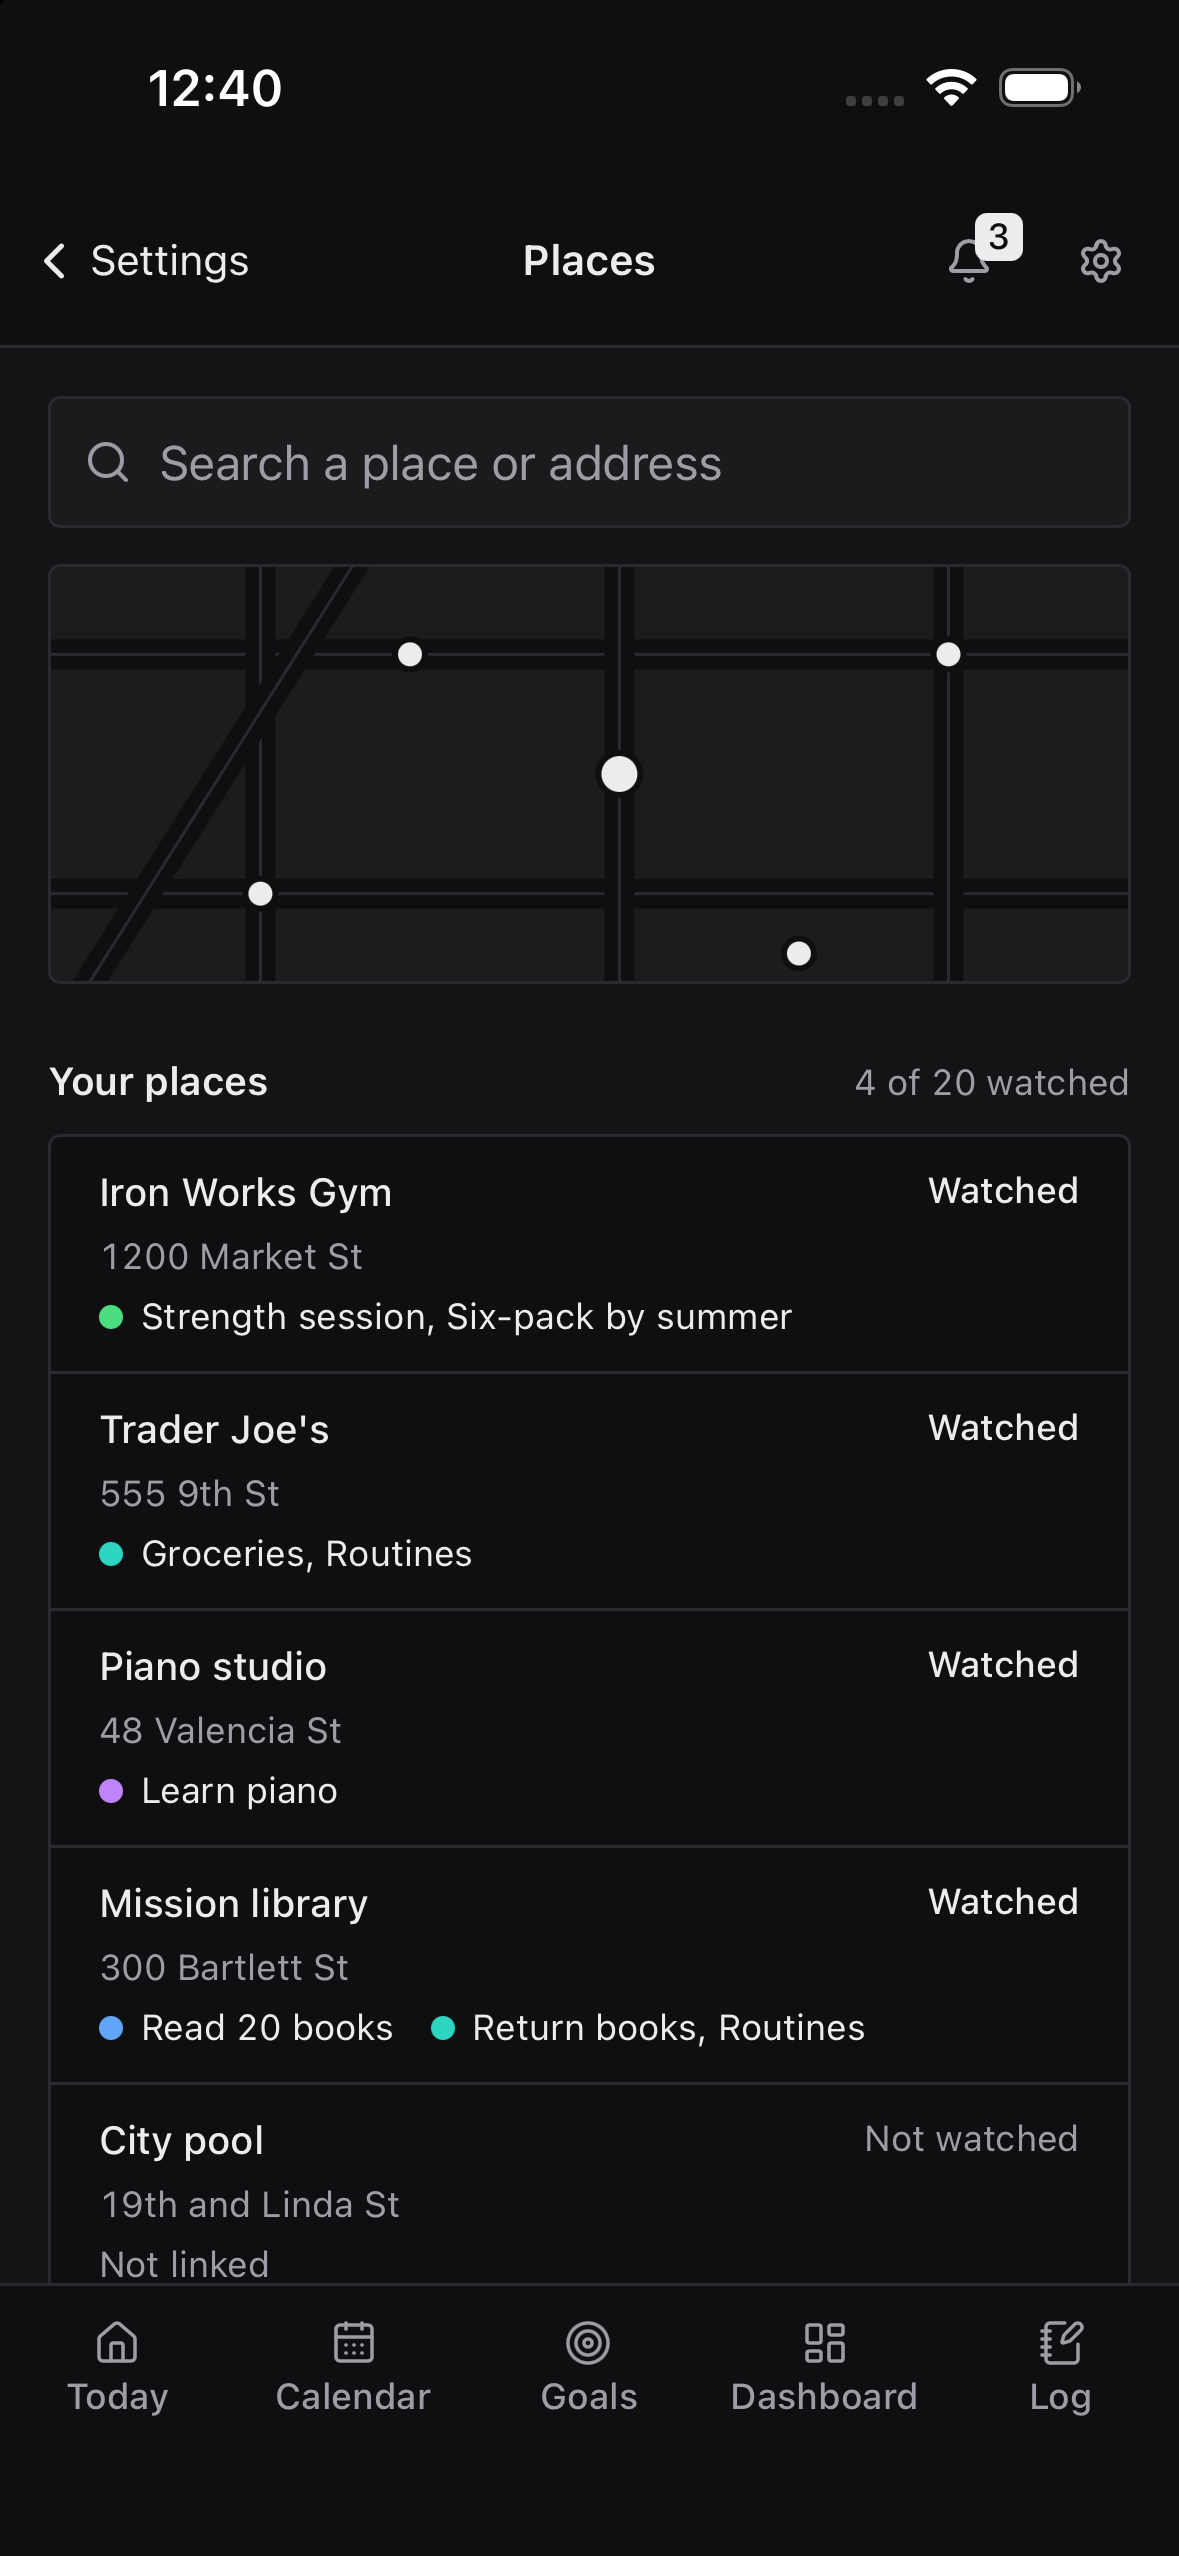 12:40
Settings
Places
3
Search a place or address
Your places
4 of 20 watched
Iron Works Gym
Watched
1200 Market St
Strength session, Six-pack by summer
Trader Joe's
Watched
555 9th St
Groceries, Routines
Piano studio
Watched
48 Valencia St
Learn piano
Mission library
Watched
300 Bartlett St
Read 20 books
Return books, Routines
City pool
Not watched
19th and Linda St
Not linked
Today
Calendar
Goals
Dashboard
Log